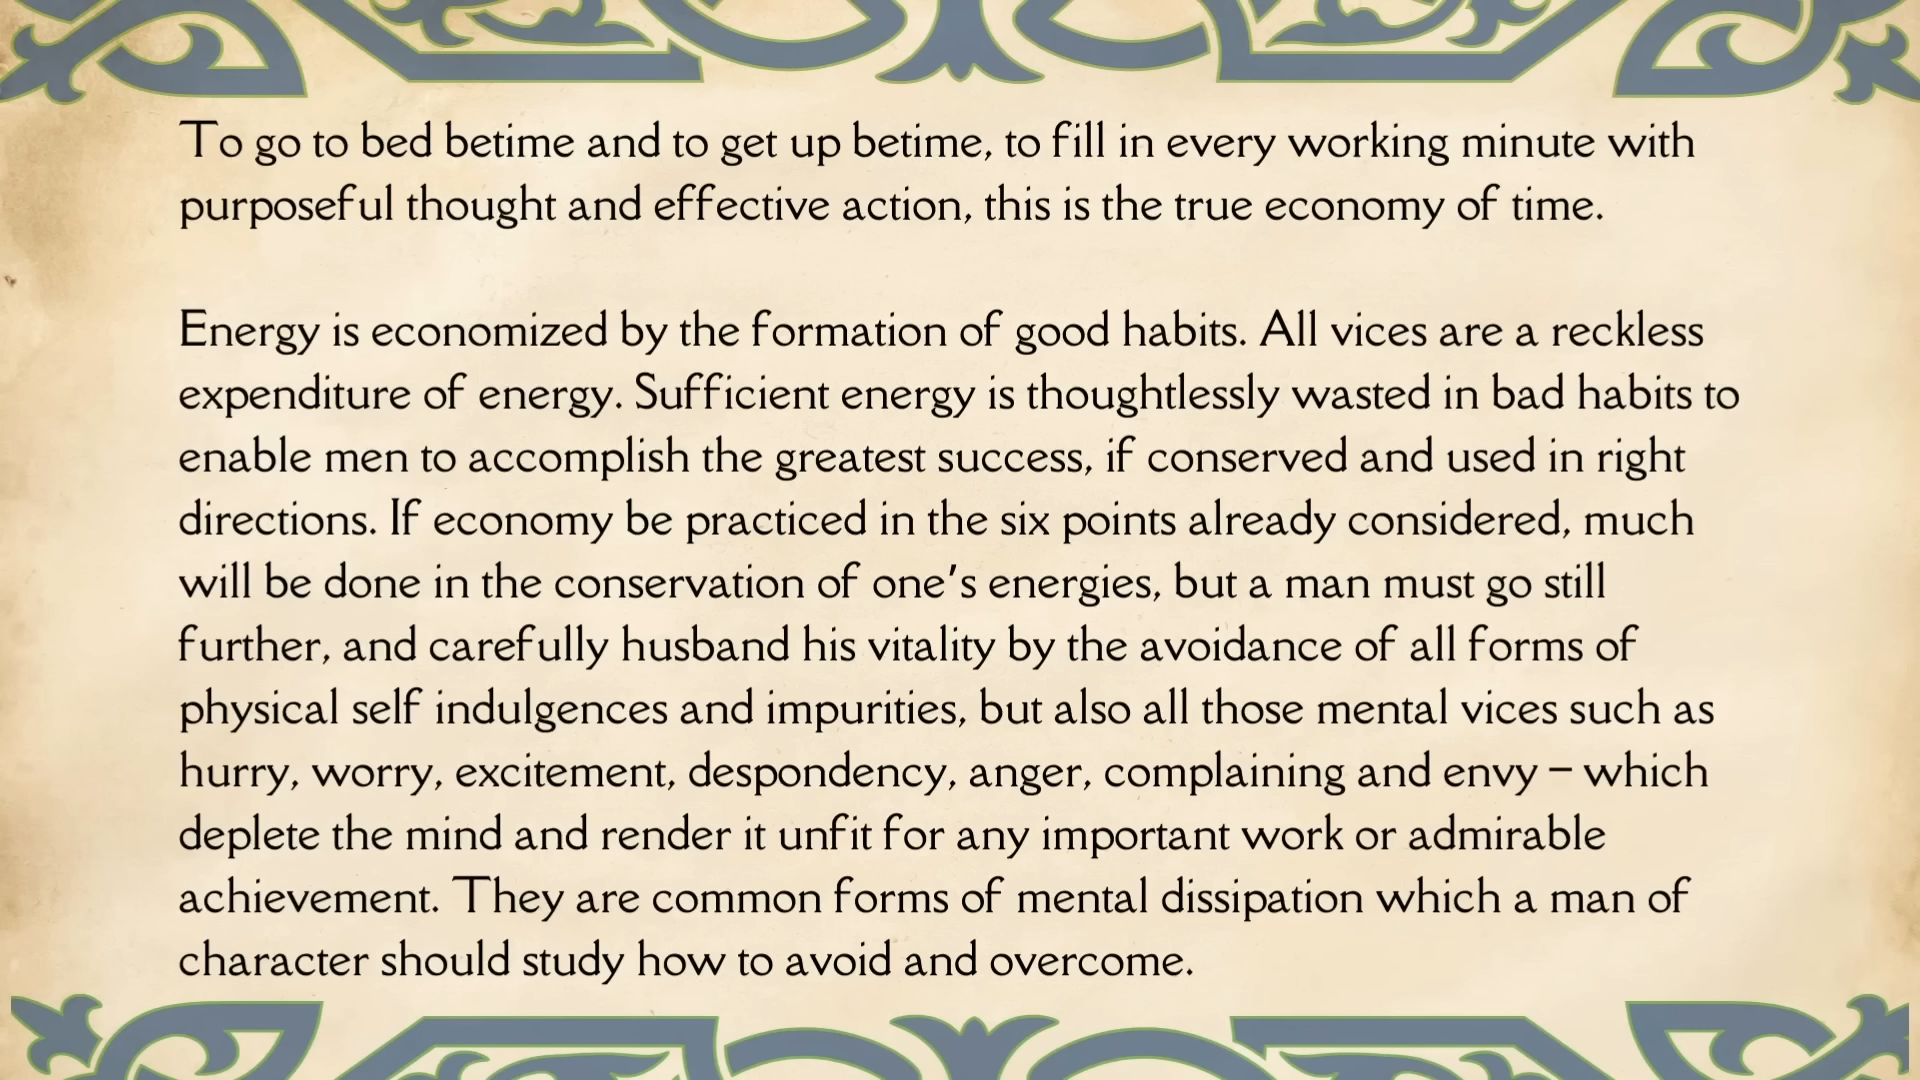 To go to bed betime and to get up betime, to fill in every working minute with
purposeful thought and effective action, this is the true economy of time.
Energy is economized by the formation of good habits. All vices are a reckless
expenditure of energy. Sufficient energy is thoughtlessly wasted in bad habits to
enable men to accomplish the greatest success, if conserved and used in right
directions. If economy be practiced in the six points already considered, much
will be done in the conservation of one's energies, but a man must go still
further, and carefully husband his vitality by the avoidance of all forms of
physical self indulgences and impurities, but also all those mental vices such as
hurry, worry, excitement, despondency, anger, complaining and envy – which
deplete the mind and render it unfit for any important work or admirable
achievement. They are common forms of mental dissipation which a man of
character should study how to avoid and overcome.